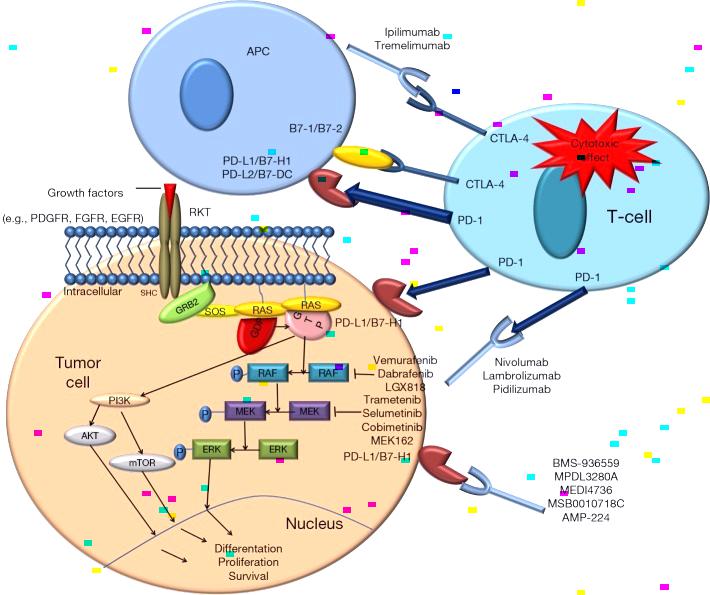 Ipilimumab
Tremelimumab
APC
B7-1/B7-2
CTLA-4
Cytotoxic
effect
PD-L1/B7-H1
PD-L2/B7-DC
CTLA-4
Growth factors
(e.g., PDGFR, FGFR, EGFR)
RKT
PD-1
T-cell
PD-1
PD-1
Intracellular
SHC
GRB2
SOS
RAS
RAS
GDP
GTP
PD-L1/B7-H1
Tumor
cell
Nivolumab
Lambrolizumab
Pidilizumab
P
RAF
RAF
Vemurafenib
Dabrafenib
LGX818
PI3K
P
MEK
MEK
Trametenib
Selumetinib
Cobimetinib
MEK162
AKT
mTOR
P
ERK
ERK
PD-L1/B7-H1
BMS-936559
MPDL3280A
MEDI4736
MSB0010718C
AMP-224
Nucleus
Differentation
Proliferation
Survival